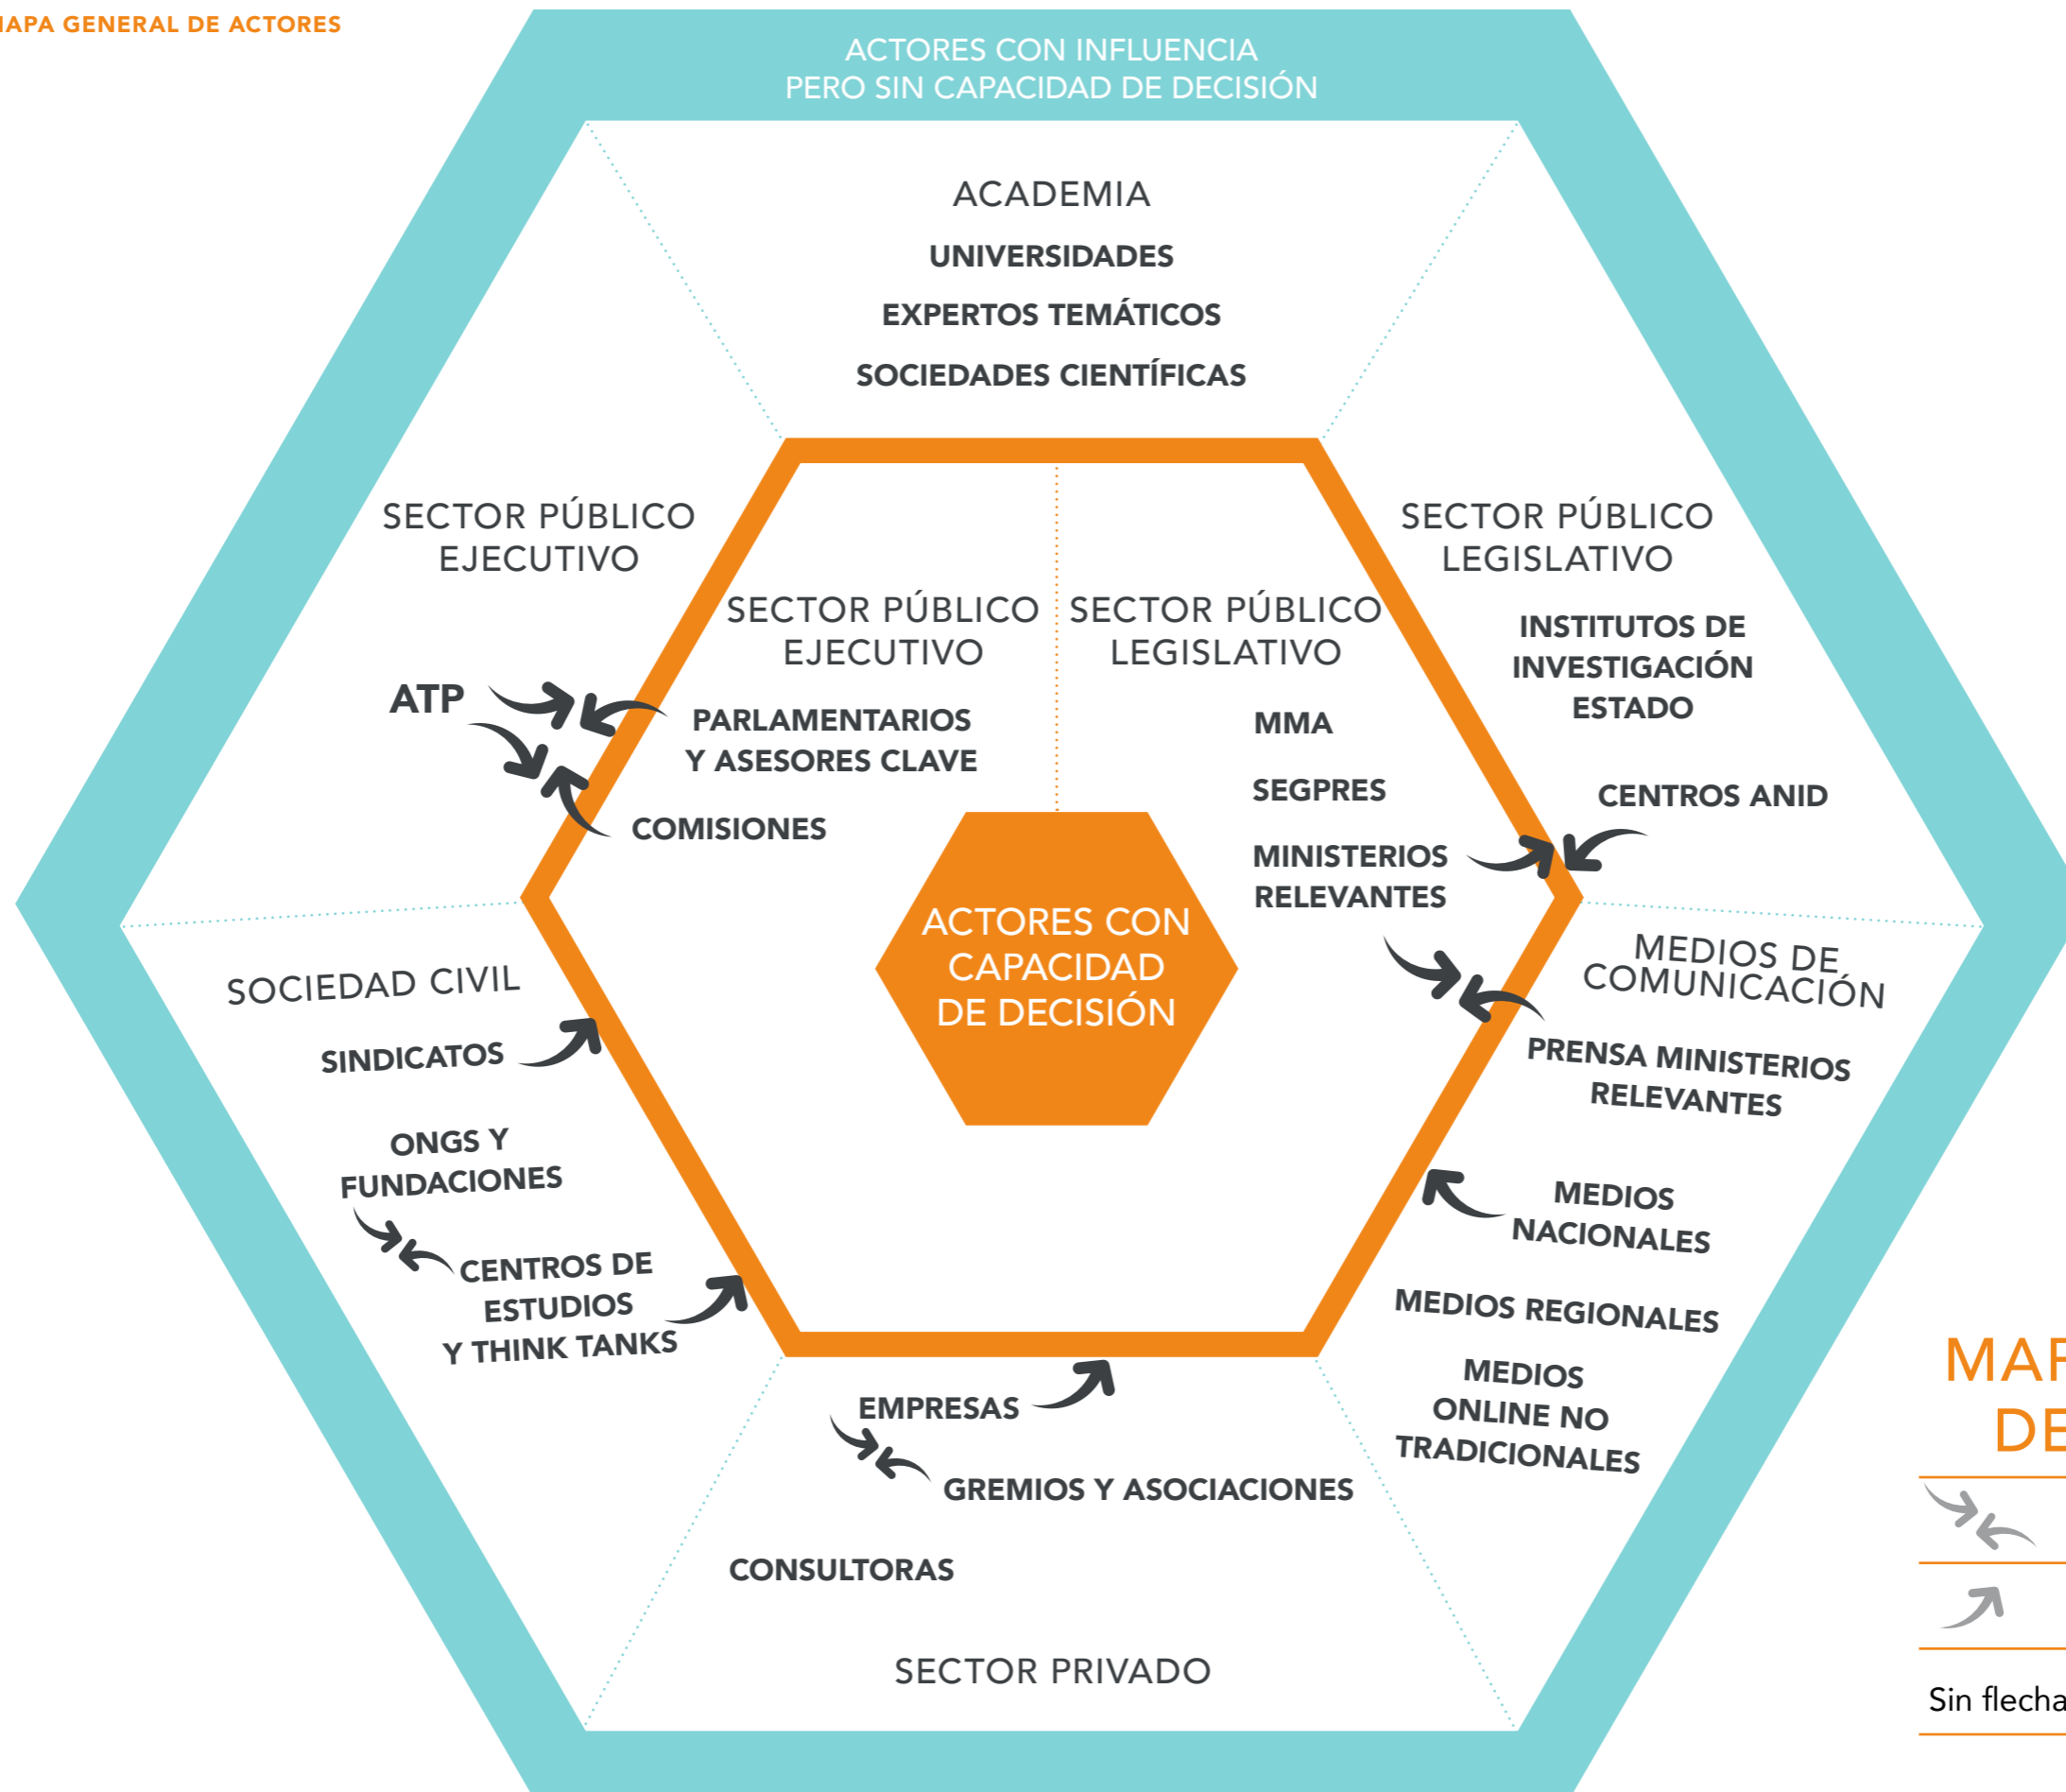 GENERAL DE ACTORES
ACTORES CON INFLUENCIA
PERO SIN CAPACIDAD DE DECISIÓN
ACADEMIA
UNIVERSIDADES
EXPERTOS TEMÁTICOS
SOCIEDADES CIENTÍFICAS
SECTOR PÚBLICO
EJECUTIVO
ATP
SECTOR PÚBLICO
EJECUTIVO
PARLAMENTARIOS
Y ASESORES CLAVE
COMISIONES
SECTOR PÚBLICO
LEGISLATIVO
MMA
SEGPRES
MINISTERIOS
RELEVANTES
SECTOR PÚBLICO
LEGISLATIVO
INSTITUTOS DE
INVESTIGACIÓN
ESTADO
CENTROS ANID
ACTORES CON
CAPACIDAD
DE DECISIÓN
SOCIEDAD CIVIL
SINDICATOS
ONGS Y
FUNDACIONES
CENTROS DE
ESTUDIOS
Y THINK TANKS
MEDIOS DE
COMUNICACIÓN
PRENSA MINISTERIOS
RELEVANTES
MEDIOS
NACIONALES
MEDIOS REGIONALES
MEDIOS
ONLINE NO
TRADICIONALES
EMPRESAS
GREMIOS Y ASOCIACIONES
CONSULTORAS
SECTOR PRIVADO
DE
Sin flecha